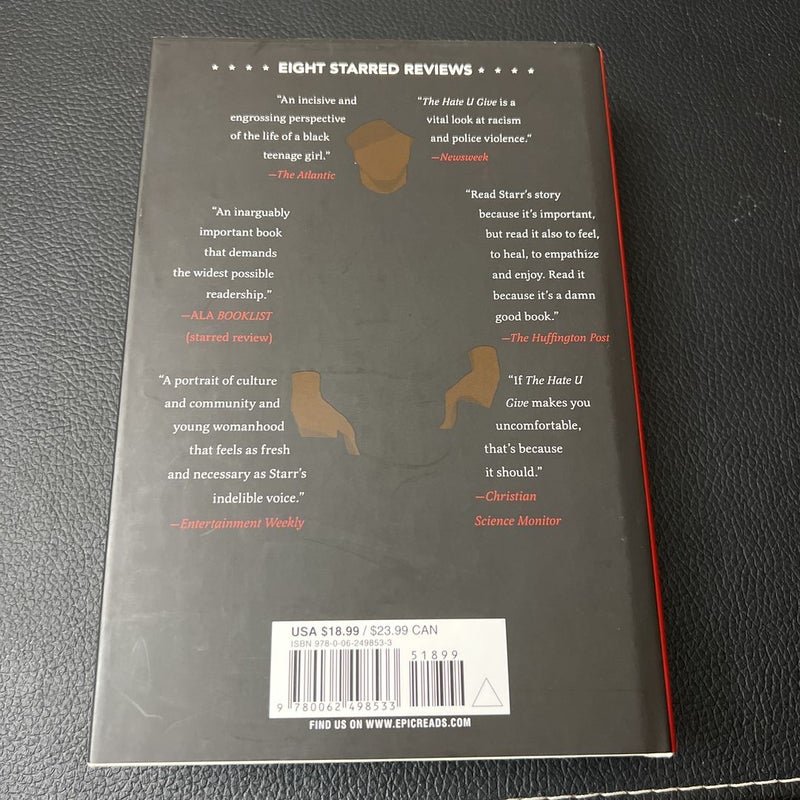 * * * * EIGHT STARRED REVIEWS * * * *
“An incisive and
engrossing perspective
of the life of a black
teenage girl.”
—The Atlantic
“The Hate U Give is a
vital look at racism
and police violence.”
—Newsweek
“An inarguably
important book
that demands
the widest possible
readership.”
—ALA BOOKLIST
(starred review)
“Read Starr’s story
because it’s important,
but read it also to feel,
to heal, to empathize
and enjoy. Read it
because it’s a damn
good book.”
—The Huffington Post
“A portrait of culture
and community and
young womanhood
that feels as fresh
and necessary as Starr’s
indelible voice.”
—Entertainment Weekly
“If The Hate U
Give makes you
uncomfortable,
that’s because
it should.”
—Christian
Science Monitor
USA $18.99 / $23.99 CAN
ISBN 978-0-06-249853-3
51899
9 780062 498533
FIND US ON WWW.EPICREADS.COM